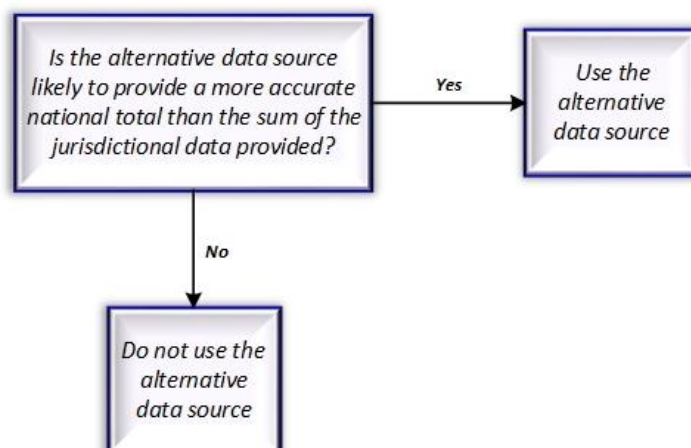 Is the alternative data source
likely to provide a more accurate
national total than the sum of the
jurisdictional data provided?
Yes
Use the
alternative
data source
No
Do not use the
alternative
data source